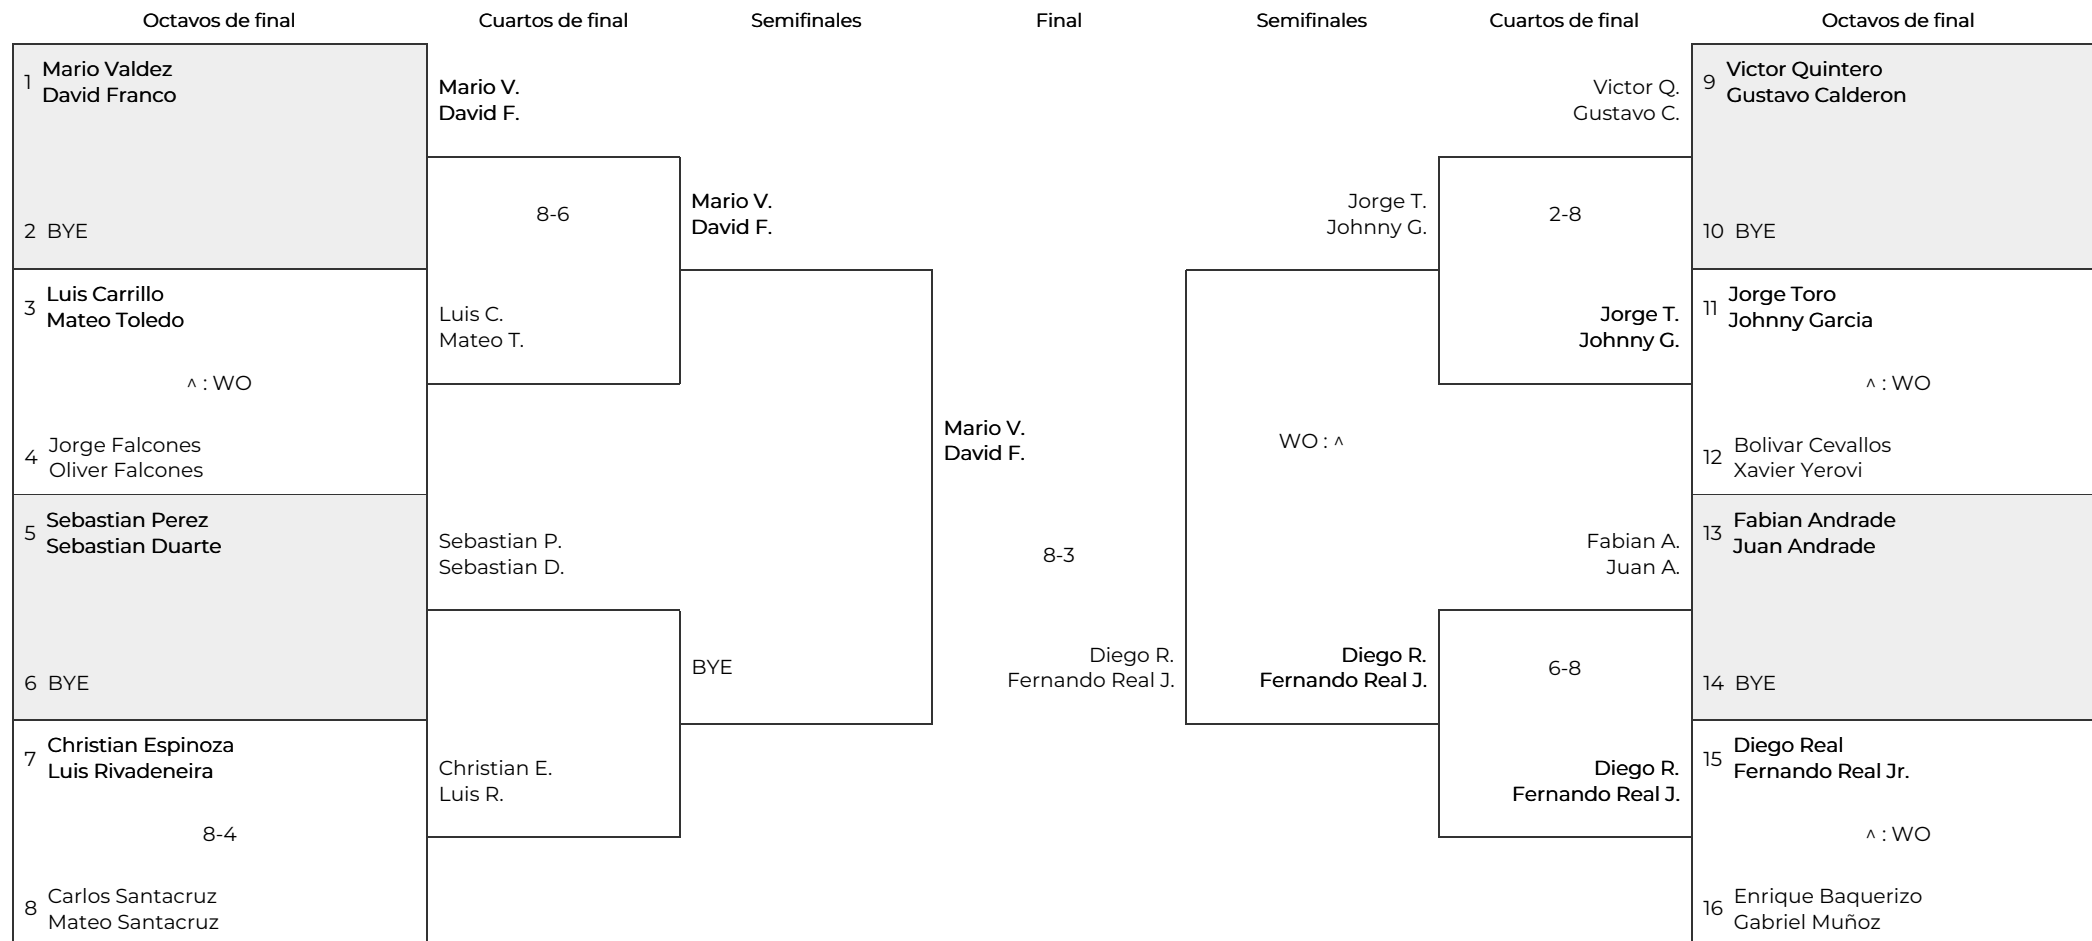 Octavos de final
Cuartos de final
Semifinales
Final
Semifinales
Cuartos de final
Octavos de final
1
Mario Valdez
David Franco
2 BYE
3
Luis Carrillo
Mateo Toledo
^ : WO
4
Jorge Falcones
Oliver Falcones
5
Sebastian Perez
Sebastian Duarte
6 BYE
7
Christian Espinoza
Luis Rivadeneira
8-4
8
Carlos Santacruz
Mateo Santacruz
Mario V.
David F.
8-6
Luis C.
Mateo T.
Sebastian P.
Sebastian D.
Christian E.
Luis R.
Mario V.
David F.
BYE
Mario V.
David F.
8-3
Diego R.
Fernando Real J.
Jorge T.
Johnny G.
WO : ^
Diego R.
Fernando Real J.
Victor Q.
Gustavo C.
2-8
Jorge T.
Johnny G.
Fabian A.
Juan A.
6-8
Diego R.
Fernando Real J.
9
Victor Quintero
Gustavo Calderon
10 BYE
11
Jorge Toro
Johnny Garcia
^ : WO
12
Bolivar Cevallos
Xavier Yerovi
13
Fabian Andrade
Juan Andrade
14 BYE
15
Diego Real
Fernando Real Jr.
^ : WO
16
Enrique Baquerizo
Gabriel Muñoz